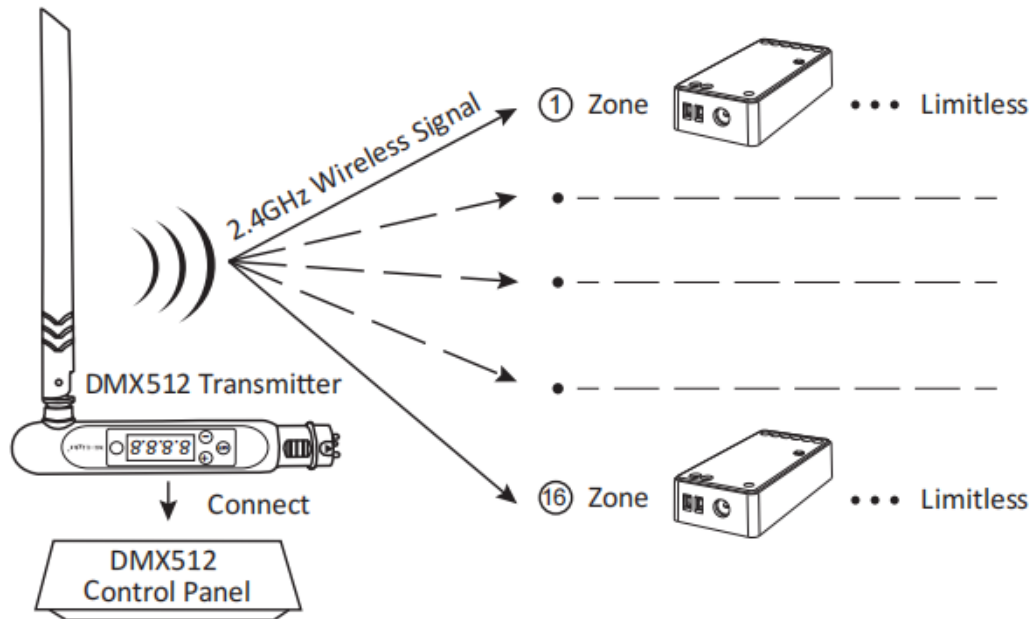 2.4GHz Wireless Signal
① Zone ••• Limitless
DMX512 Transmitter
8.8.8.8
⑯ Zone ••• Limitless
Connect
DMX512
Control Panel